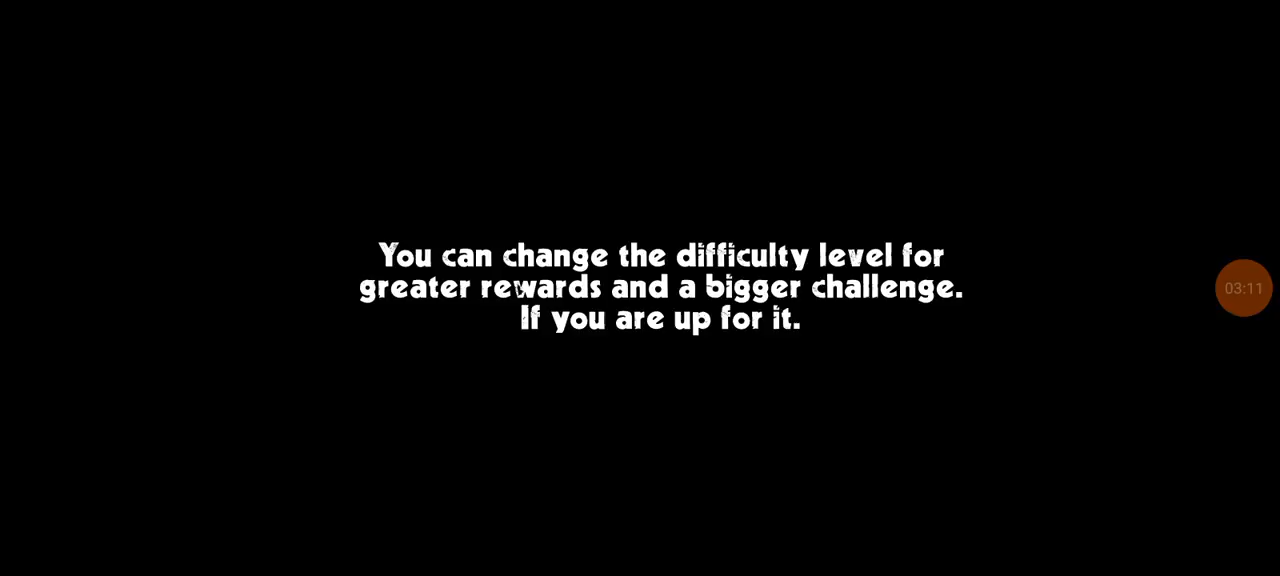 You can change the difficulty level for
greater rewards and a bigger challenge.
If you are up for it.
03:11